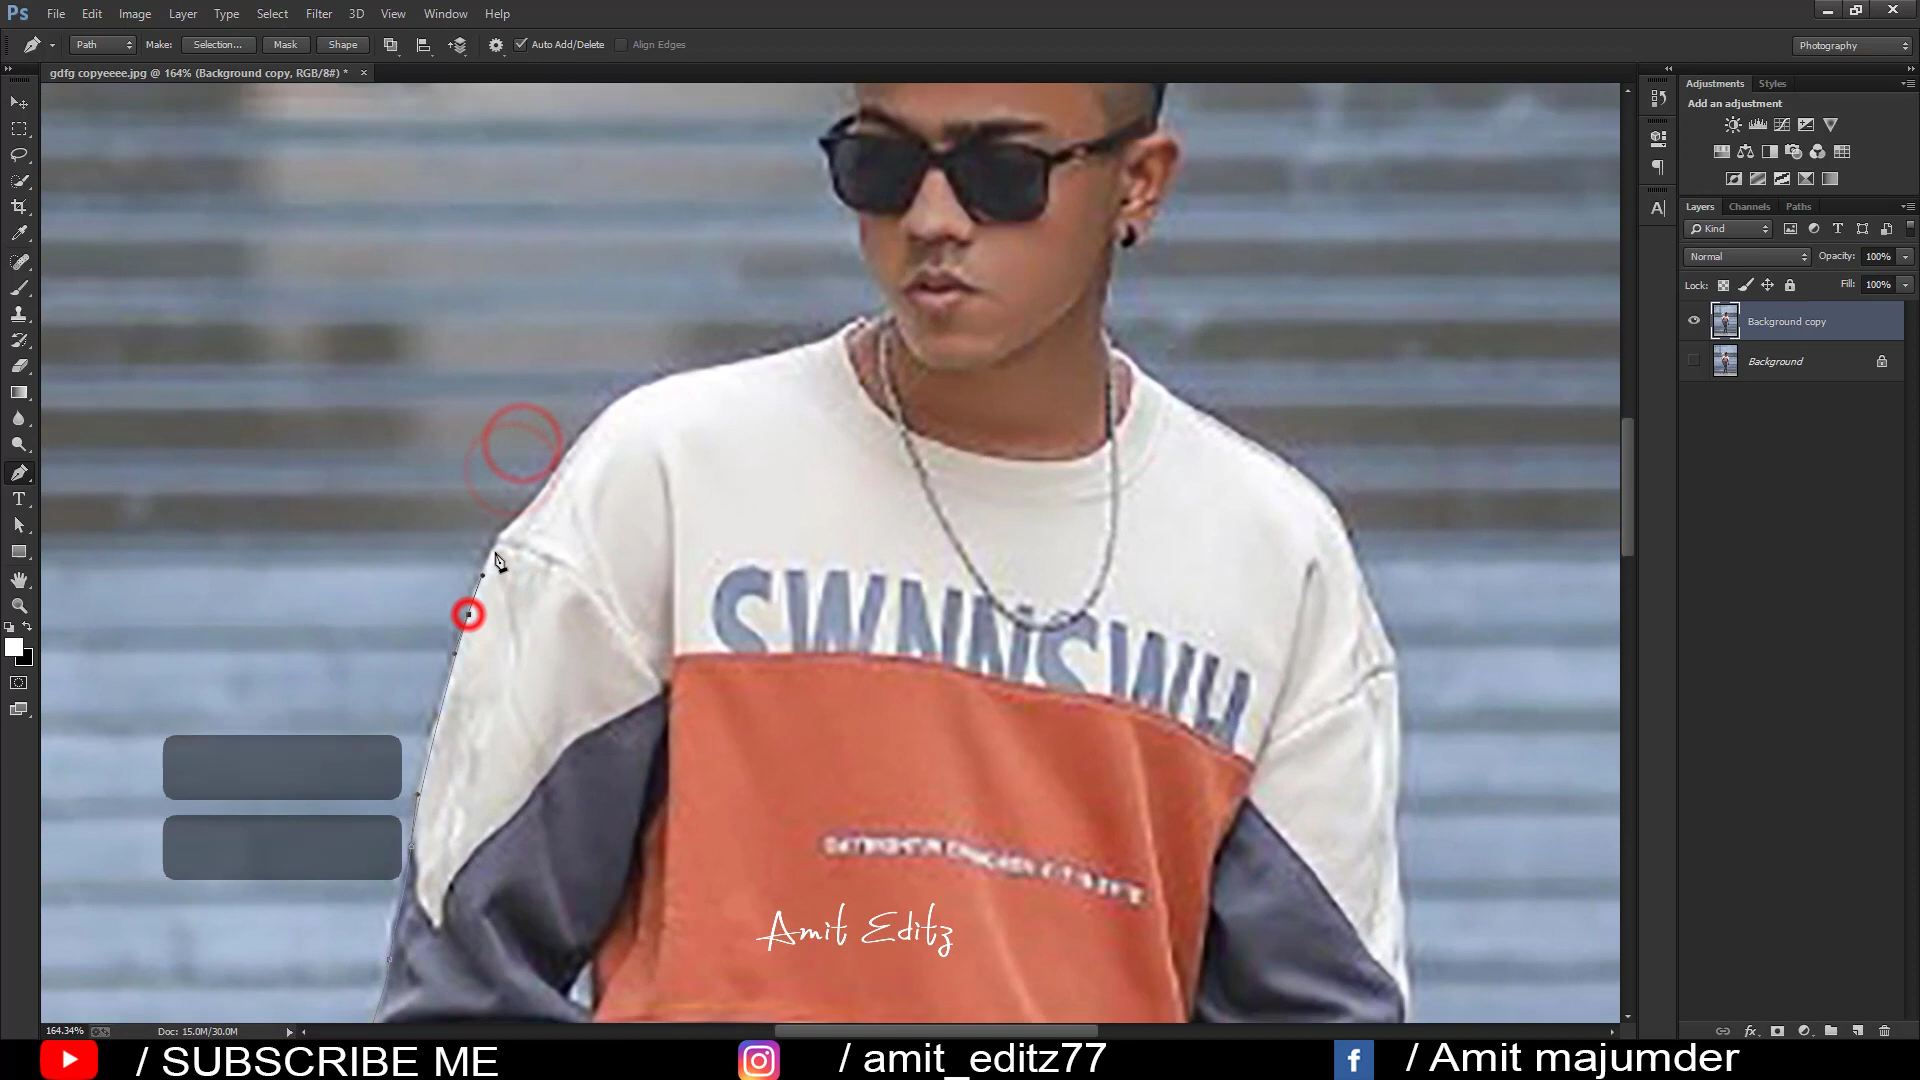 Ps File Edit Image Layer Type Select Filter 3D View Window Help
Path Make: Selection... Mask Shape Auto Add/Delete Align Edges Photography
gdfg copyeeee.jpg @ 164% (Background copy, RGB/8#) * ×
Adjustments Styles
Add an adjustment
Layers Channels Paths
Kind
Normal Opacity: 100%
Lock: Fill: 100%
Background copy
Background
SWNNSWH
Amit Editz
164.34% Doc: 15.0M/30.0M
/ SUBSCRIBE ME / amit_editz77 / Amit majumder